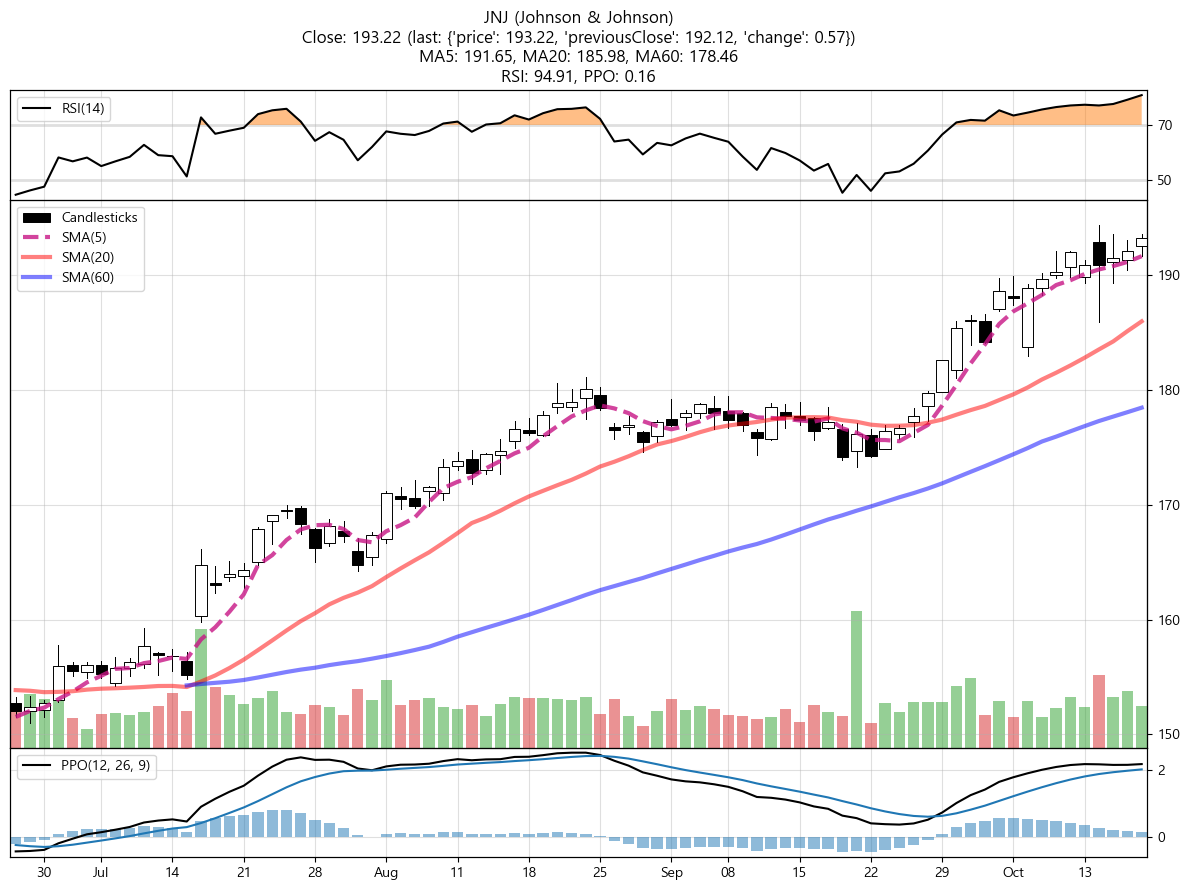 JNJ (Johnson & Johnson)
Close: 193.22 (last: {'price': 193.22, 'previousClose': 192.12, 'change': 0.57})
MA5: 191.65, MA20: 185.98, MA60: 178.46
RSI: 94.91, PPO: 0.16
RSI(14)
70
50
Candlesticks
SMA(5)
SMA(20)
SMA(60)
190
180
170
160
150
PPO(12, 26, 9)
2
0
30 Jul 14 21 28 Aug 11 18 25 Sep 08 15 22 29 Oct 13